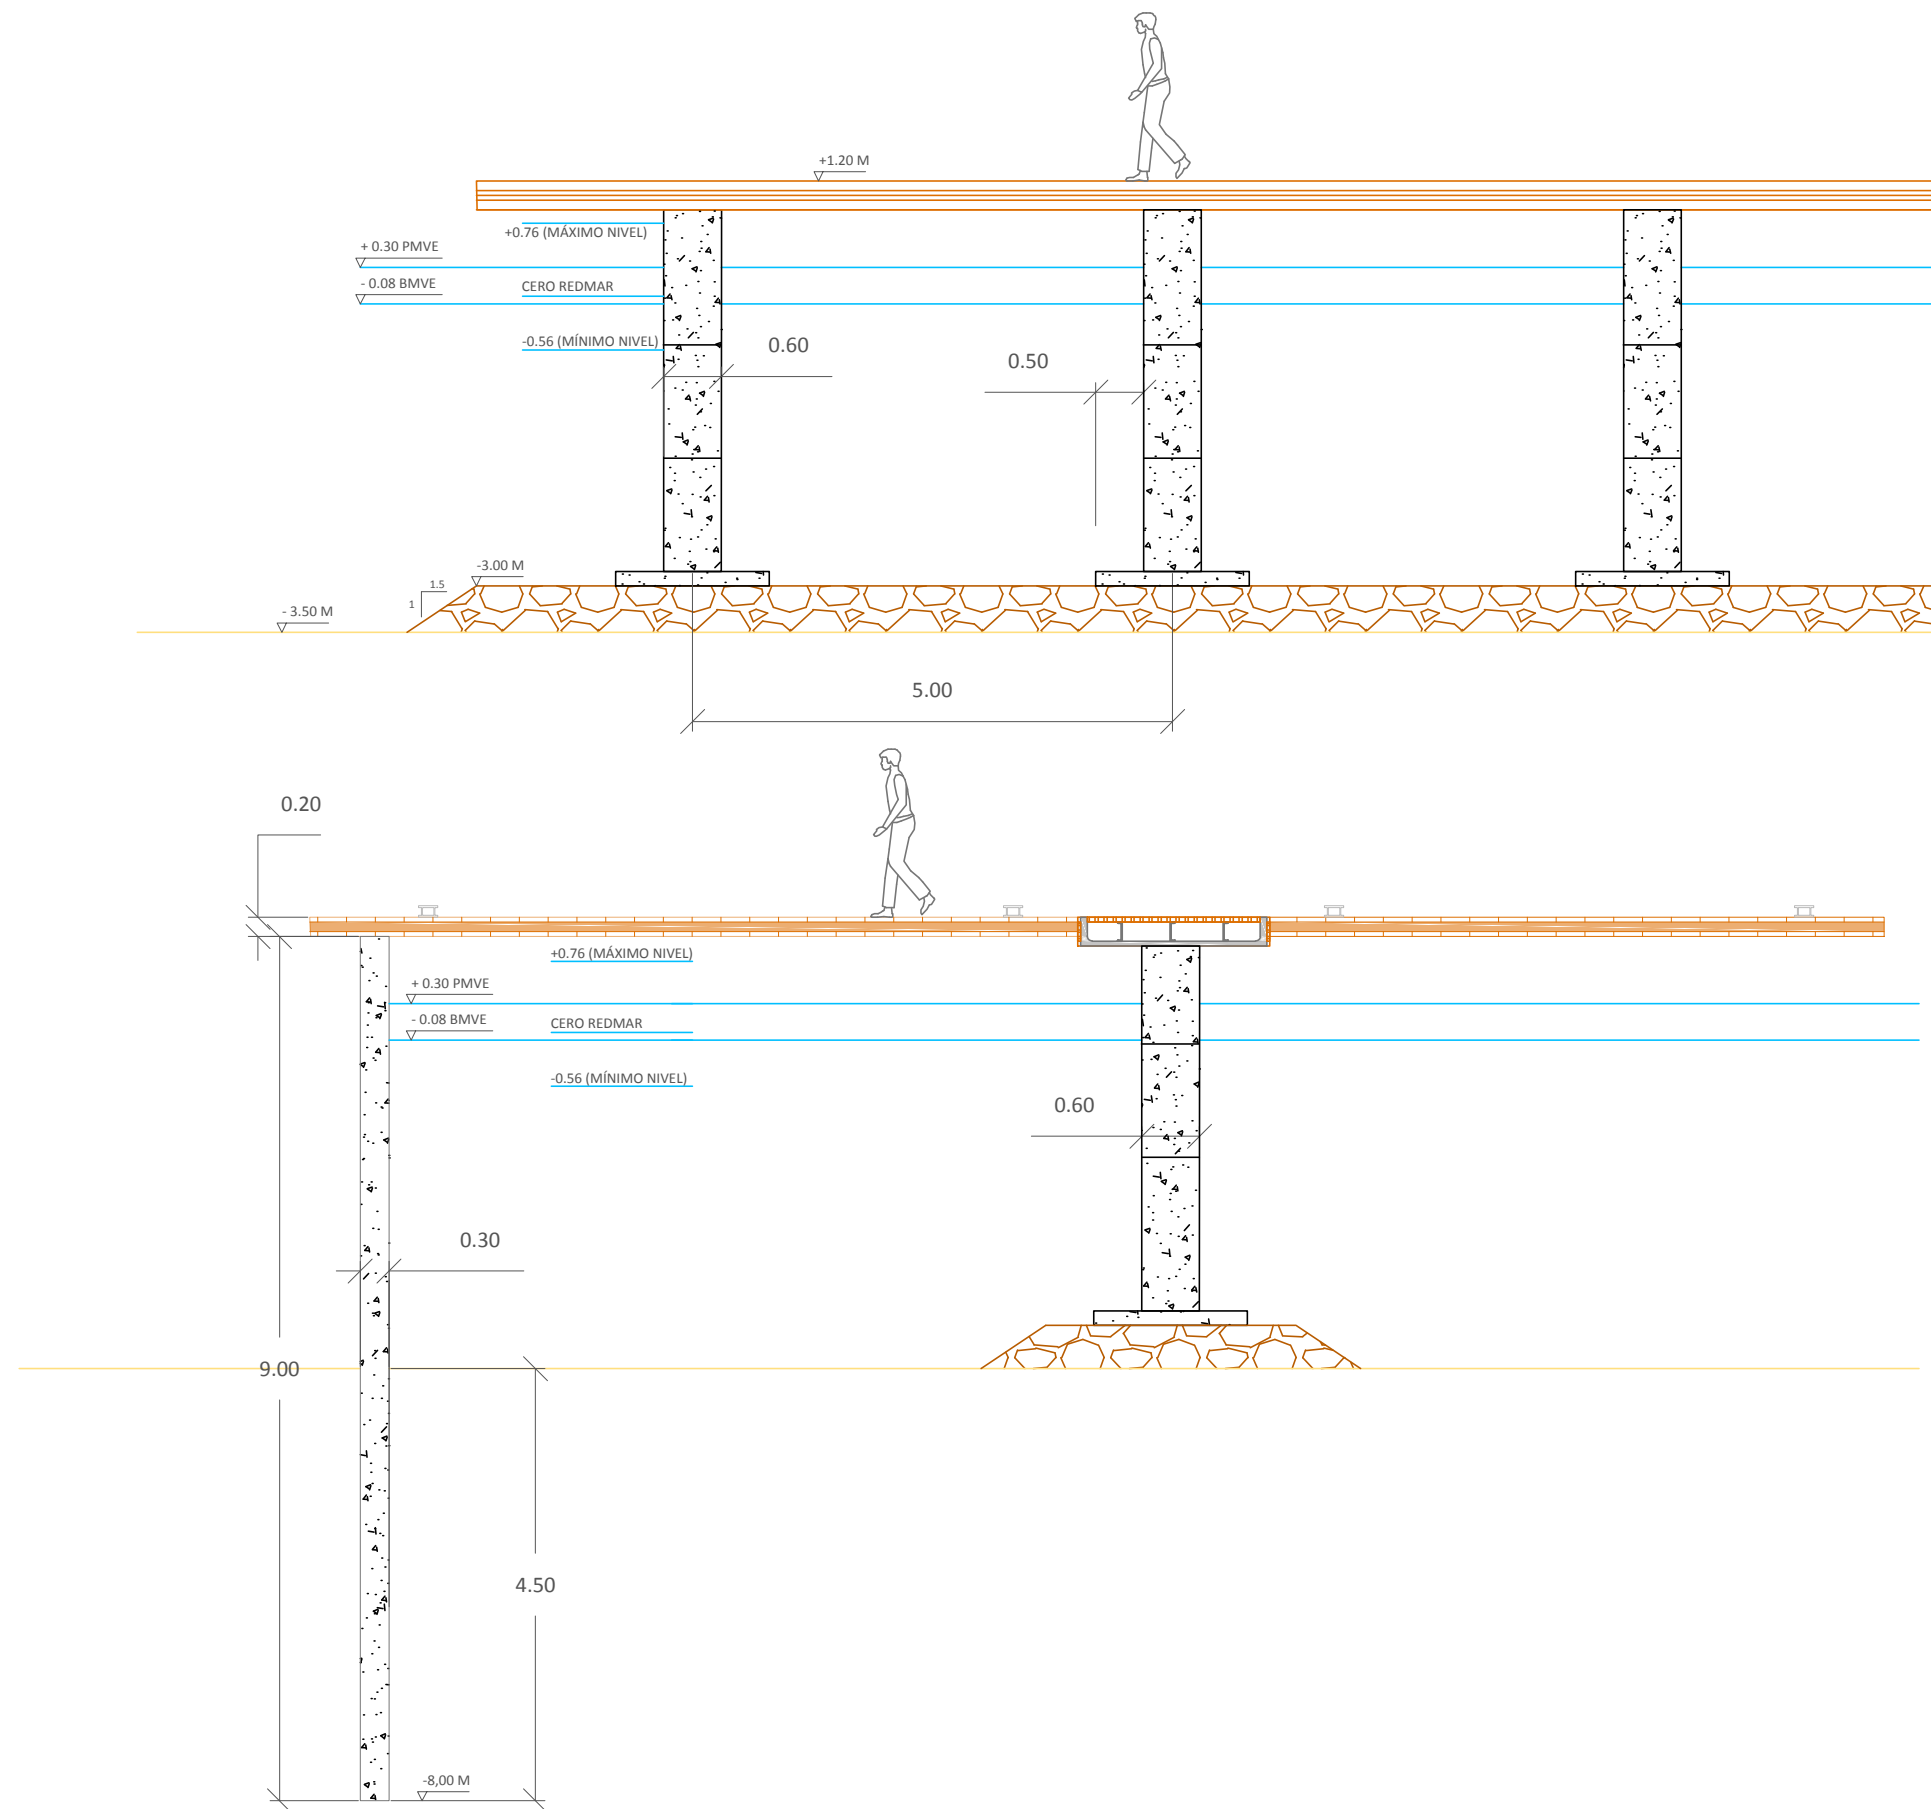 +1.20 M
+0.76 (MÁXIMO NIVEL)
+ 0.30 PMVE
- 0.08 BMVE
CERO REDMAR
-0.56 (MÍNIMO NIVEL)
0.60
0.50
-3.00 M
1.5
1
- 3.50 M
5.00
0.20
+0.76 (MÁXIMO NIVEL)
+ 0.30 PMVE
- 0.08 BMVE
CERO REDMAR
-0.56 (MÍNIMO NIVEL)
0.60
0.30
9.00
4.50
-8,00 M